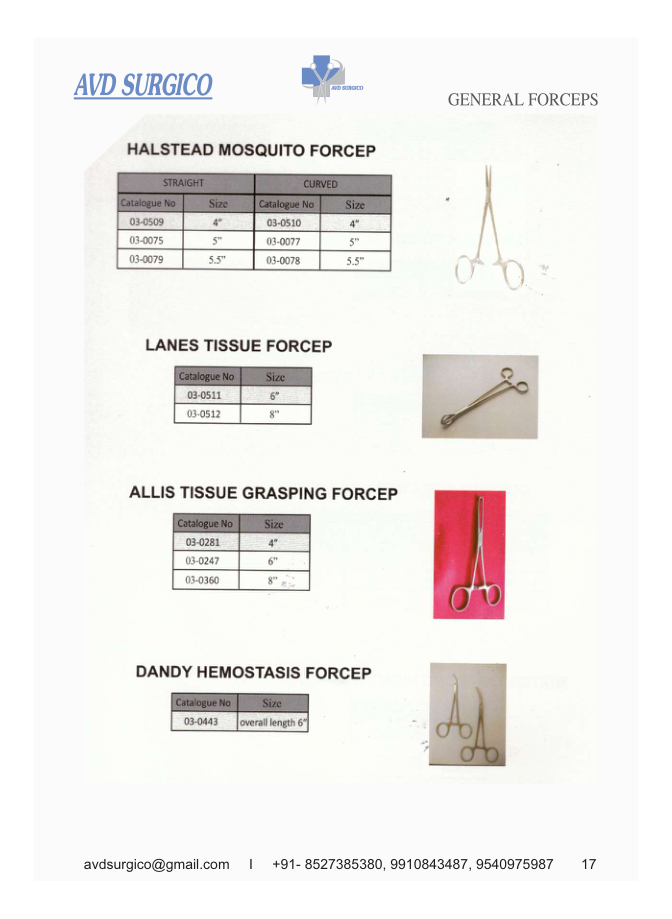 AVD SURGICO
AVD SURGICO
GENERAL FORCEPS
HALSTEAD MOSQUITO FORCEP
STRAIGHT CURVED
Catalogue No Size Catalogue No Size
03-0509 4" 03-0510 4"
03-0075 5" 03-0077 5"
03-0079 5.5" 03-0078 5.5"
LANES TISSUE FORCEP
Catalogue No Size
03-0511 6"
03-0512 8"
ALLIS TISSUE GRASPING FORCEP
Catalogue No Size
03-0281 4"
03-0247 6"
03-0360 8"
DANDY HEMOSTASIS FORCEP
Catalogue No Size
03-0443 overall length 6"
avdsurgico@gmail.com I +91- 8527385380, 9910843487, 9540975987 17